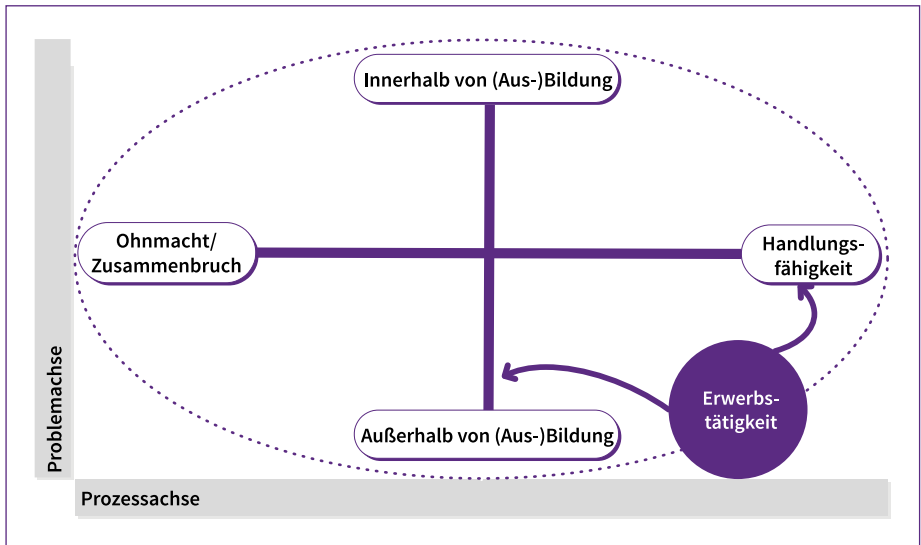 Innerhalb von (Aus-)Bildung
Ohnmacht/
Zusammenbruch
Handlungs-
fähigkeit
Erwerbs-
tätigkeit
Außerhalb von (Aus-)Bildung
Problemachse
Prozessachse